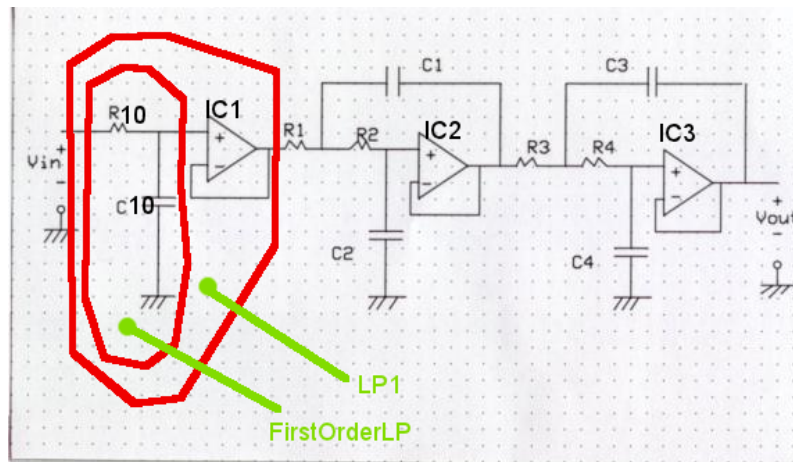 C1
C3
R10
IC1
R1
R2
IC2
R3
R4
IC3
+
-
+
Vin
-
+
-
+
-
+
-
+
Vout
-
C10
C2
C4
LP1
FirstOrderLP